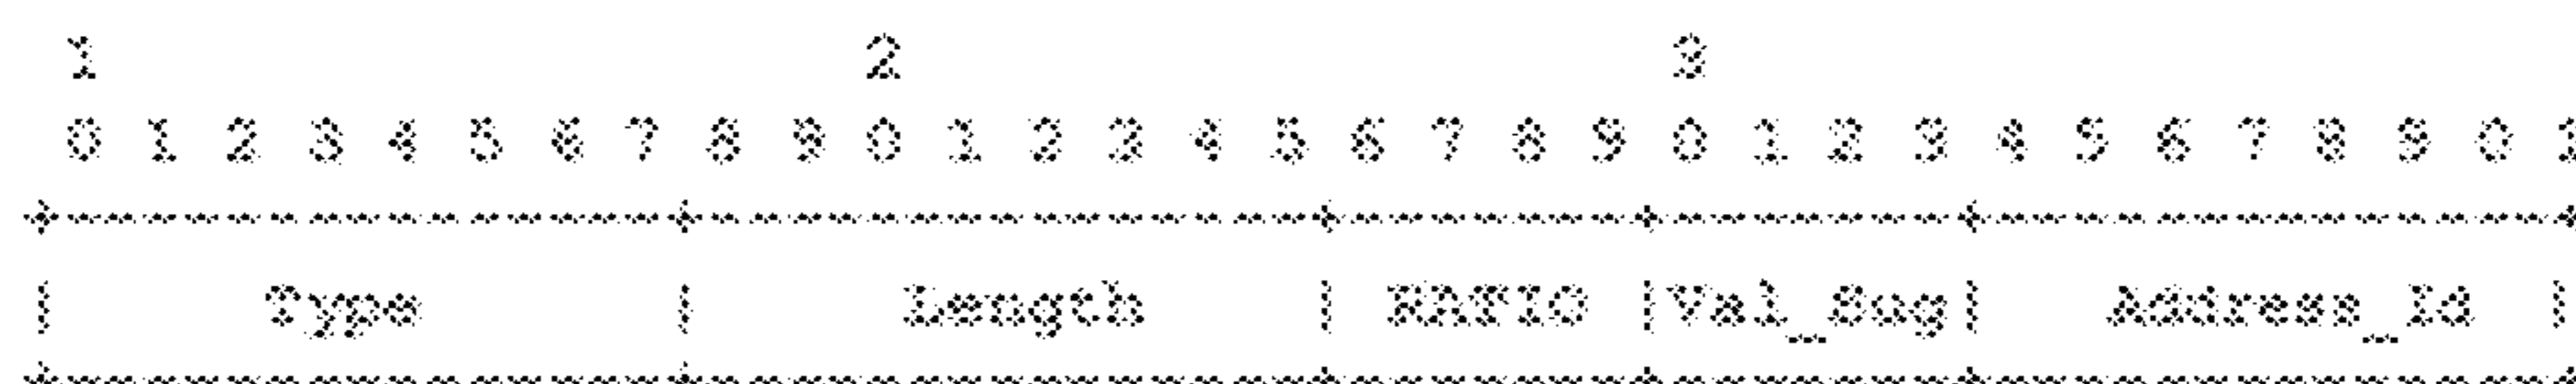 1 2 3
0 1 2 3 4 5 6 7 8 9 0 1 2 3 4 5 6 7 8 9 0 1 2 3 4 5 6 7 8 9 0 1
+---------------+---------------+-------+-------+---------------+
| Type | Length | RATIO |Val_Sug| Address_Id |
+---------------+---------------+-------+-------+---------------+